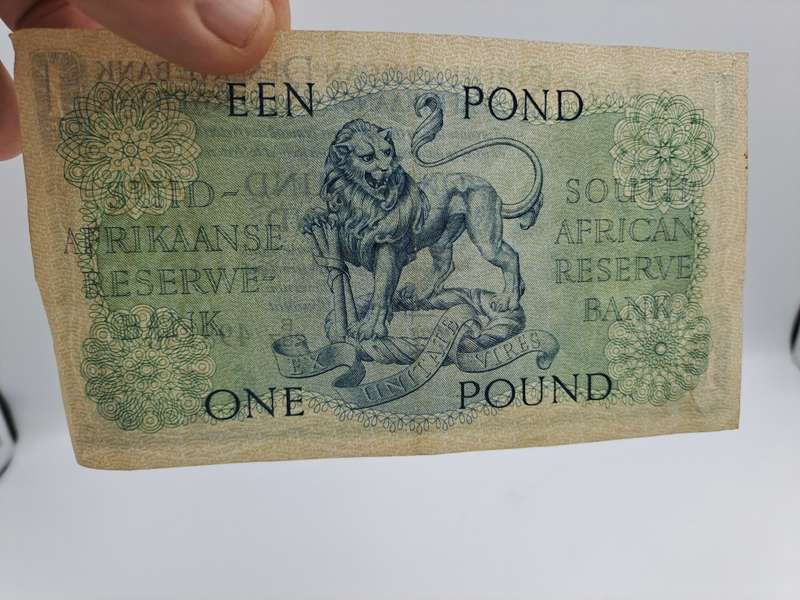 EEN POND
SUID-
AFRIKAANSE
RESERWE-
BANK
SOUTH
AFRICAN
RESERVE
BANK
EX UNITATE VIRES
ONE POUND